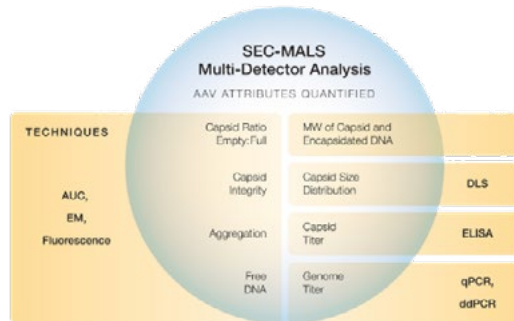 SEC-MALS
Multi-Detector Analysis
AAV ATTRIBUTES QUANTIFIED
TECHNIQUES
AUC,
EM,
Fluorescence
Capsid Ratio
Empty:Full
Capsid
Integrity
Aggregation
Free
DNA
MW of Capsid and
Encapsidated DNA
Capsid Size
Distribution
DLS
Capsid
Titer
ELISA
Genome
Titer
qPCR,
ddPCR